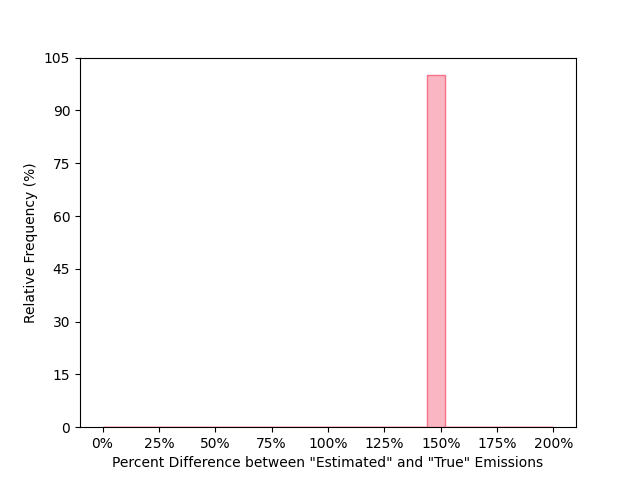 105
90
75
60
45
30
15
0
Relative Frequency (%)
0% 25% 50% 75% 100% 125% 150% 175% 200%
Percent Difference between "Estimated" and "True" Emissions